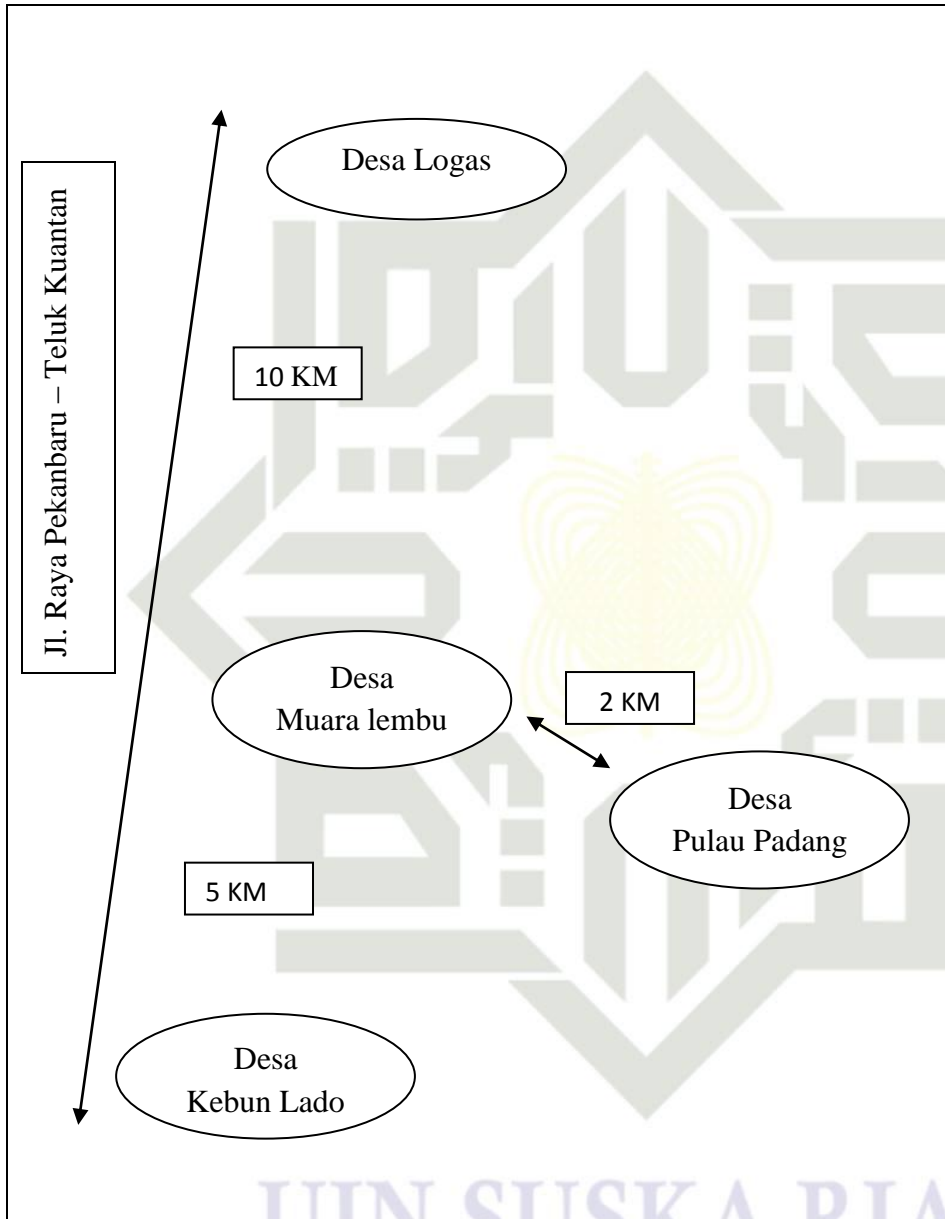 Desa Logas
Jl. Raya Pekanbaru – Teluk Kuantan
10 KM
Desa
Muara lembu
2 KM
Desa
Pulau Padang
5 KM
Desa
Kebun Lado
UIN SUSKA RIA